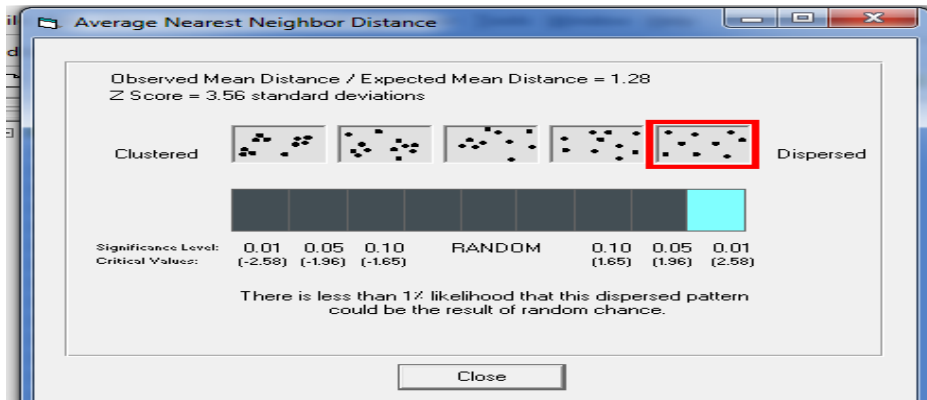 Average Nearest Neighbor Distance
Observed Mean Distance / Expected Mean Distance = 1.28
Z Score = 3.56 standard deviations
Clustered
Dispersed
Significance Level: 0.01 0.05 0.10 RANDOM 0.10 0.05 0.01
Critical Values: (-2.58) (-1.96) (-1.65) (1.65) (1.96) (2.58)
There is less than 1% likelihood that this dispersed pattern
could be the result of random chance.
Close